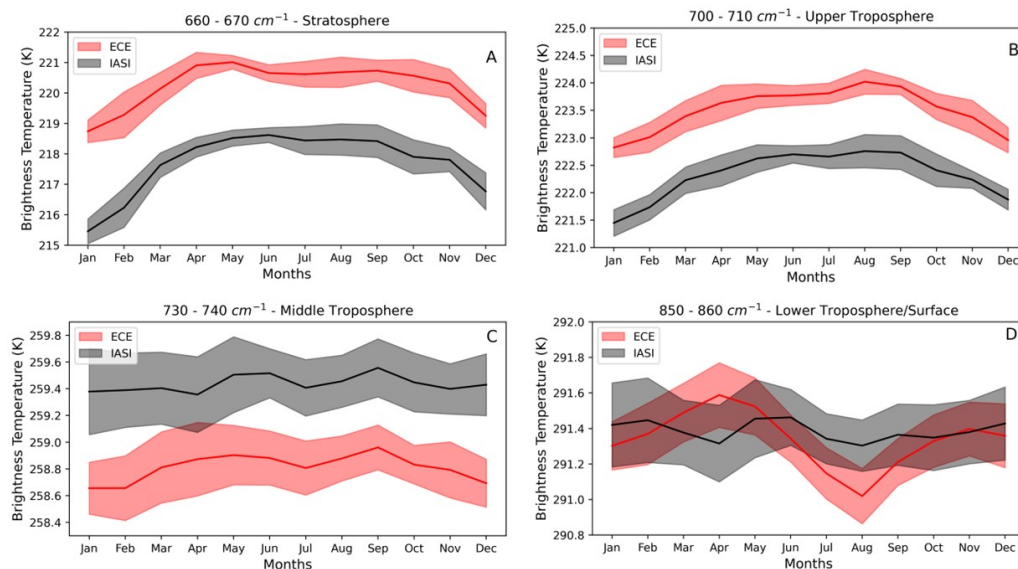 660 - 670 cm⁻¹ - Stratosphere
A
ECE
IASI
Brightness Temperature (K)
221
221
220
219
218
217
216
215
Jan Feb Mar Apr May Jun Jul Aug Sep Oct Nov Dec
Months
700 - 710 cm⁻¹ - Upper Troposphere
B
ECE
IASI
Brightness Temperature (K)
225.0
224.5
224.0
223.5
223.0
222.5
222.0
221.5
221.0
Jan Feb Mar Apr May Jun Jul Aug Sep Oct Nov Dec
Months
730 - 740 cm⁻¹ - Middle Troposphere
C
ECE
IASI
Brightness Temperature (K)
259.8
259.6
259.4
259.2
259.0
258.8
258.6
258.4
Jan Feb Mar Apr May Jun Jul Aug Sep Oct Nov Dec
Months
850 - 860 cm⁻¹ - Lower Troposphere/Surface
D
ECE
IASI
Brightness Temperature (K)
292.0
291.8
291.6
291.4
291.2
291.0
290.8
Jan Feb Mar Apr May Jun Jul Aug Sep Oct Nov Dec
Months